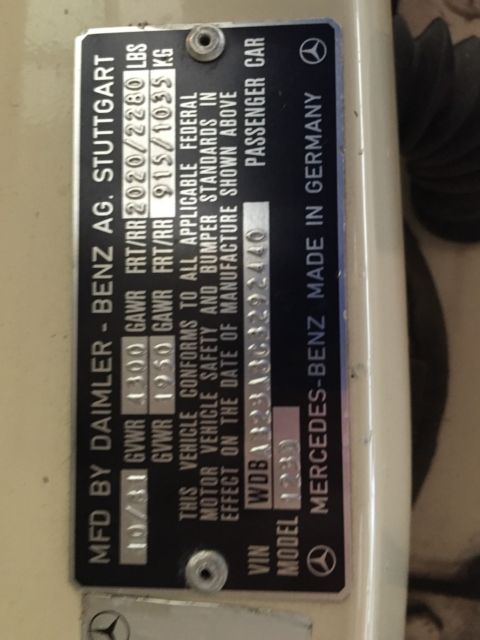 MFD BY DAIMLER - BENZ AG. STUTTGART
10/81 GVWR 4300 GAWR FRT/RR 2020/2280 LBS
GVWR 1950 GAWR FRT/RR 915/1035 KG
THIS VEHICLE CONFORMS TO ALL APPLICABLE FEDERAL
MOTOR VEHICLE SAFETY AND BUMPER STANDARDS IN
EFFECT ON THE DATE OF MANUFACTURE SHOWN ABOVE
VIN PASSENGER CAR
MODEL
MERCEDES-BENZ MADE IN GERMANY